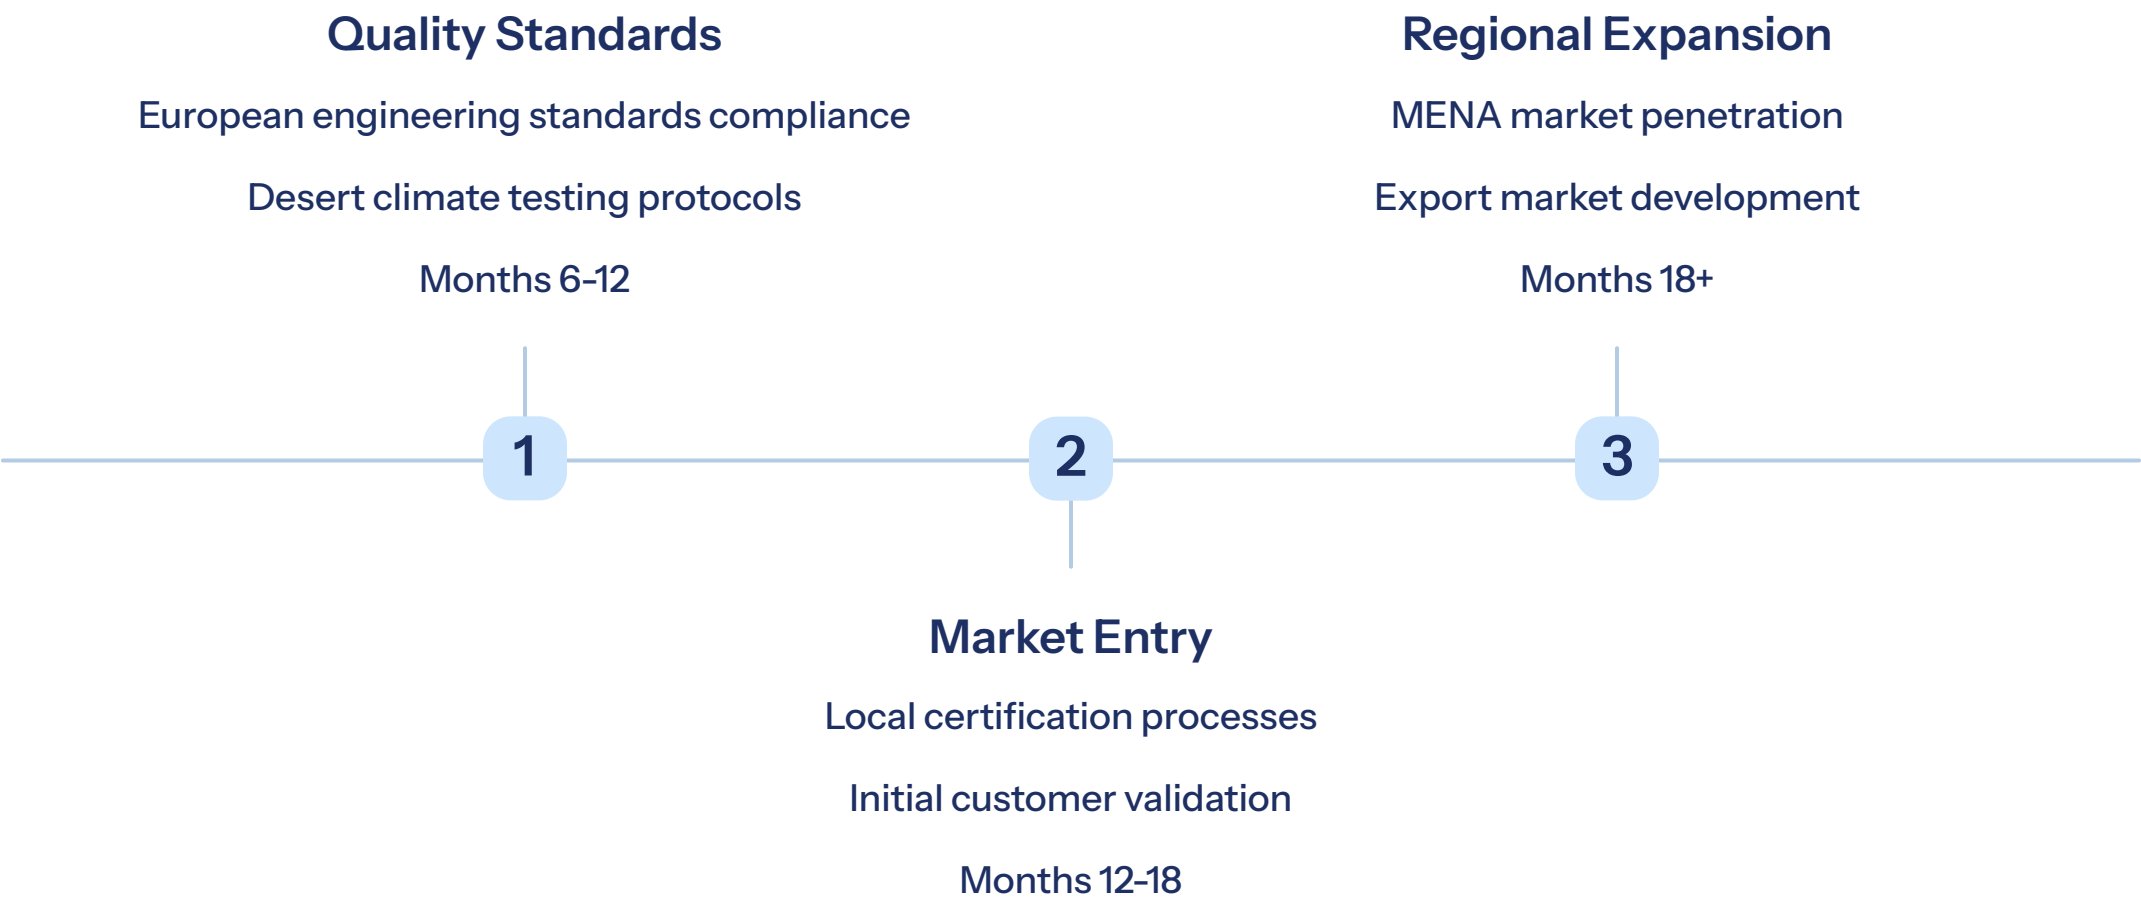 Quality Standards
European engineering standards compliance
Desert climate testing protocols
Months 6-12
Regional Expansion
MENA market penetration
Export market development
Months 18+
1
2
3
Market Entry
Local certification processes
Initial customer validation
Months 12-18